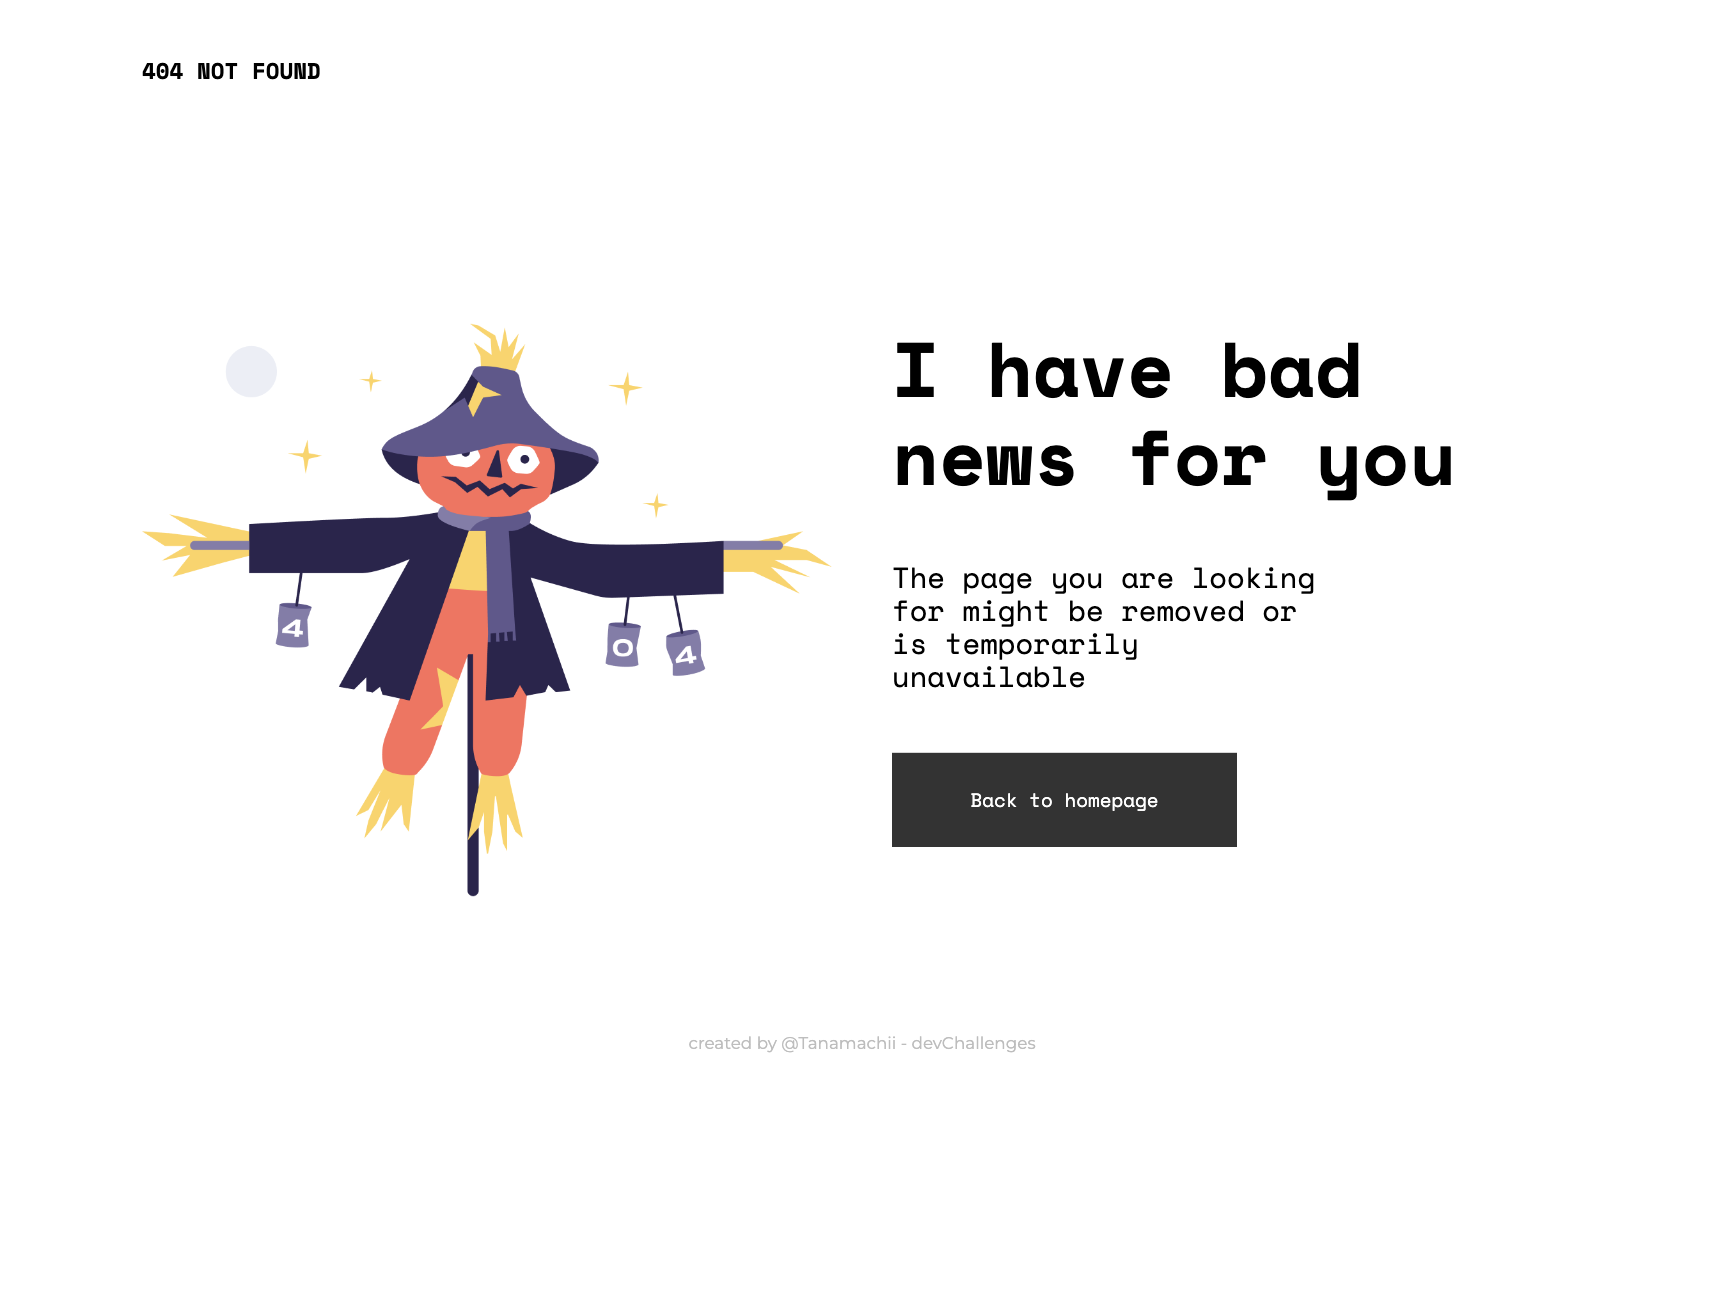 404 NOT FOUND
I have bad
news for you
The page you are looking
for might be removed or
is temporarily
unavailable
4
0
4
Back to homepage
created by @Tanamachii - devChallenges